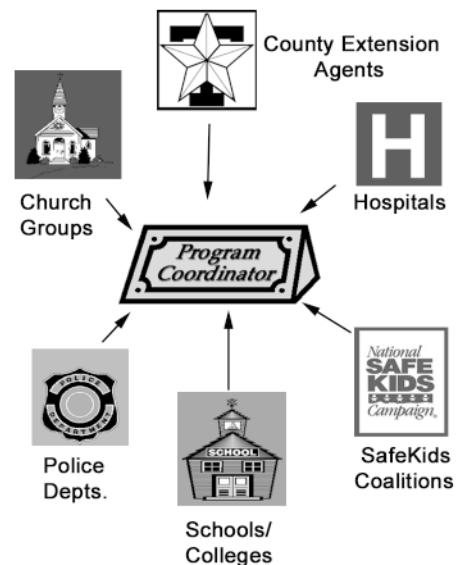 County Extension
Agents
Church
Groups
H
Hospitals
Program
Coordinator
POLICE
DEPARTMENT
Police
Depts.
SCHOOL
Schools/
Colleges
National
SAFE
KIDS
Campaign®
SafeKids
Coalitions